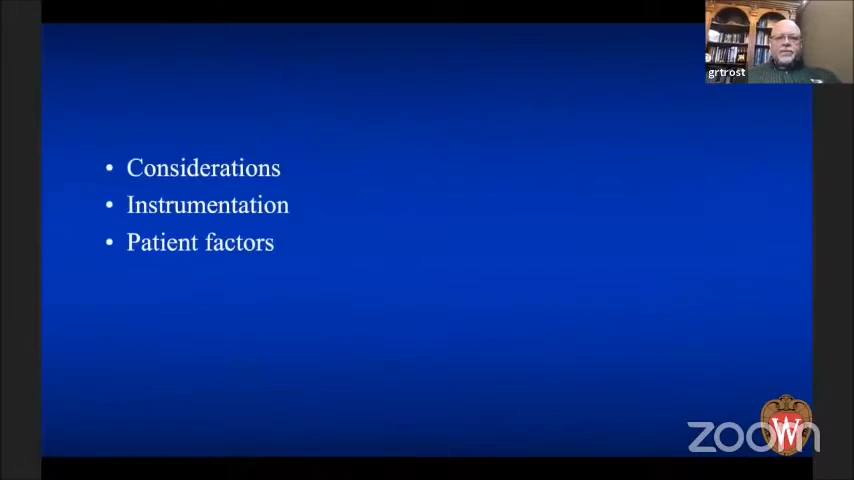 grtrost
• Considerations
• Instrumentation
• Patient factors
zoom
W